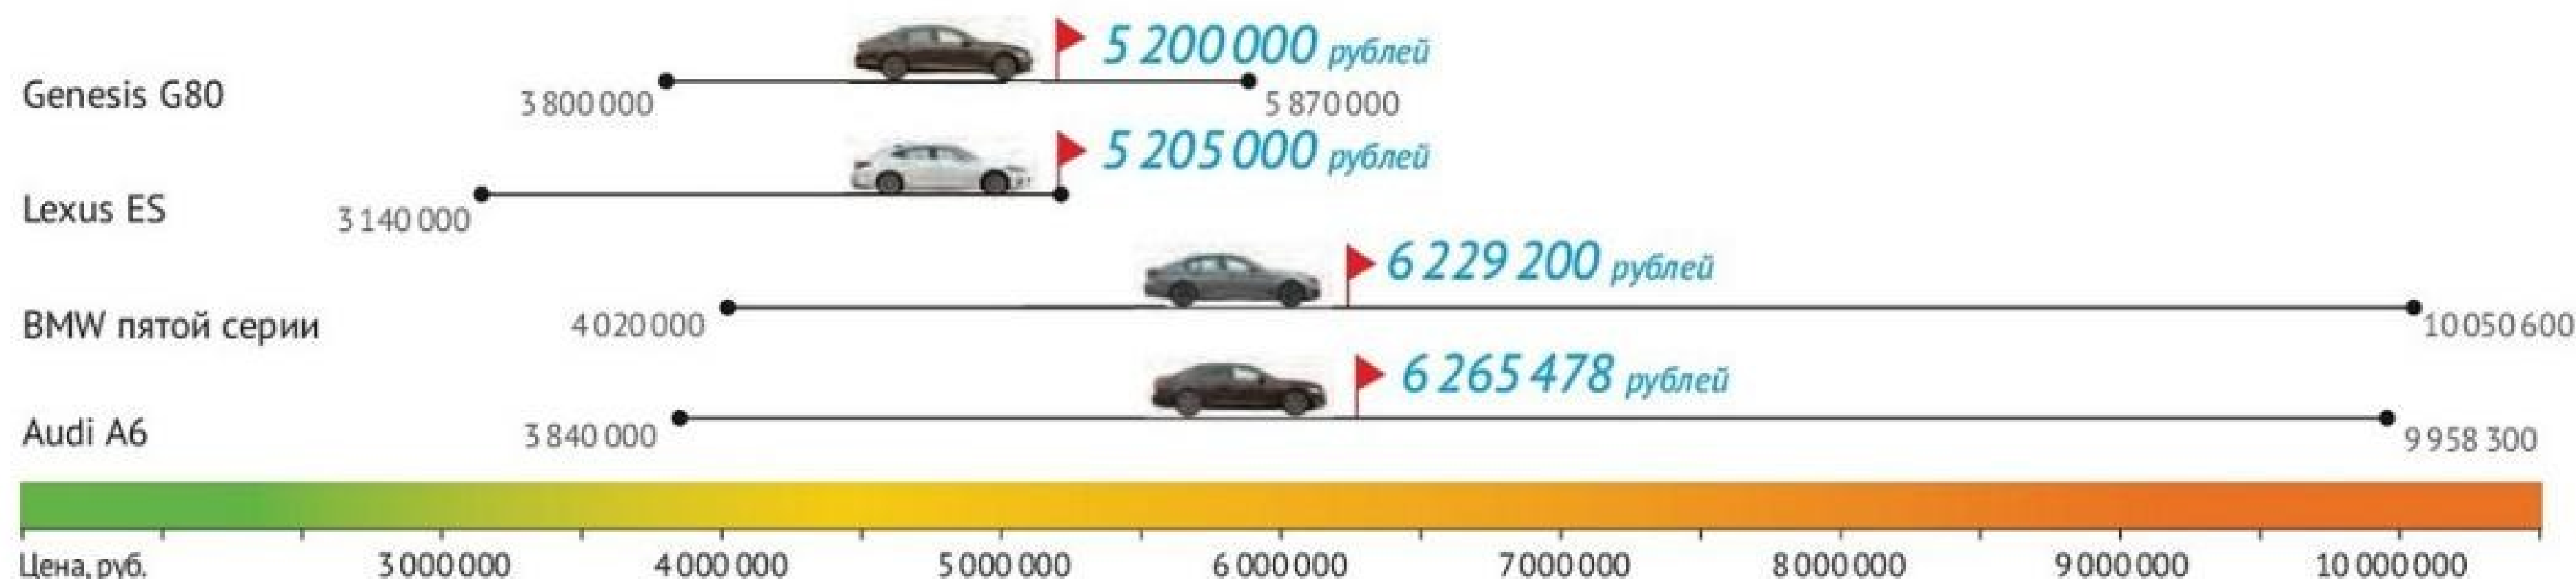 5 200 000 рублей
Genesis G80
3 800 000
5 870 000
5 205 000 рублей
Lexus ES
3 140 000
6 229 200 рублей
BMW пятой серии
4 020 000
10 050 600
6 265 478 рублей
Audi A6
3 840 000
9 958 300
Цена, руб. 3 000 000 4 000 000 5 000 000 6 000 000 7 000 000 8 000 000 9 000 000 10 000 000